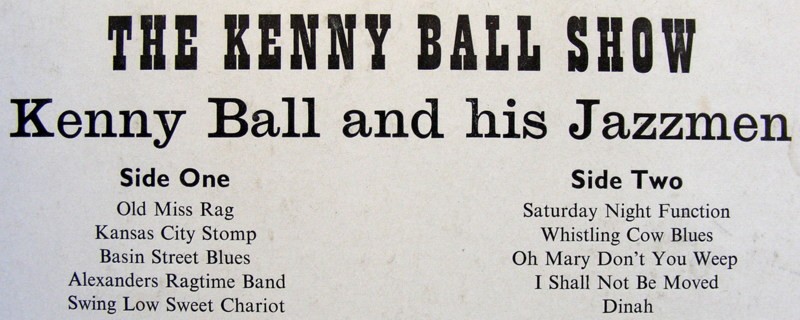 THE KENNY BALL SHOW
Kenny Ball and his Jazzmen
Side One
Old Miss Rag
Kansas City Stomp
Basin Street Blues
Alexanders Ragtime Band
Swing Low Sweet Chariot
Side Two
Saturday Night Function
Whistling Cow Blues
Oh Mary Don't You Weep
I Shall Not Be Moved
Dinah